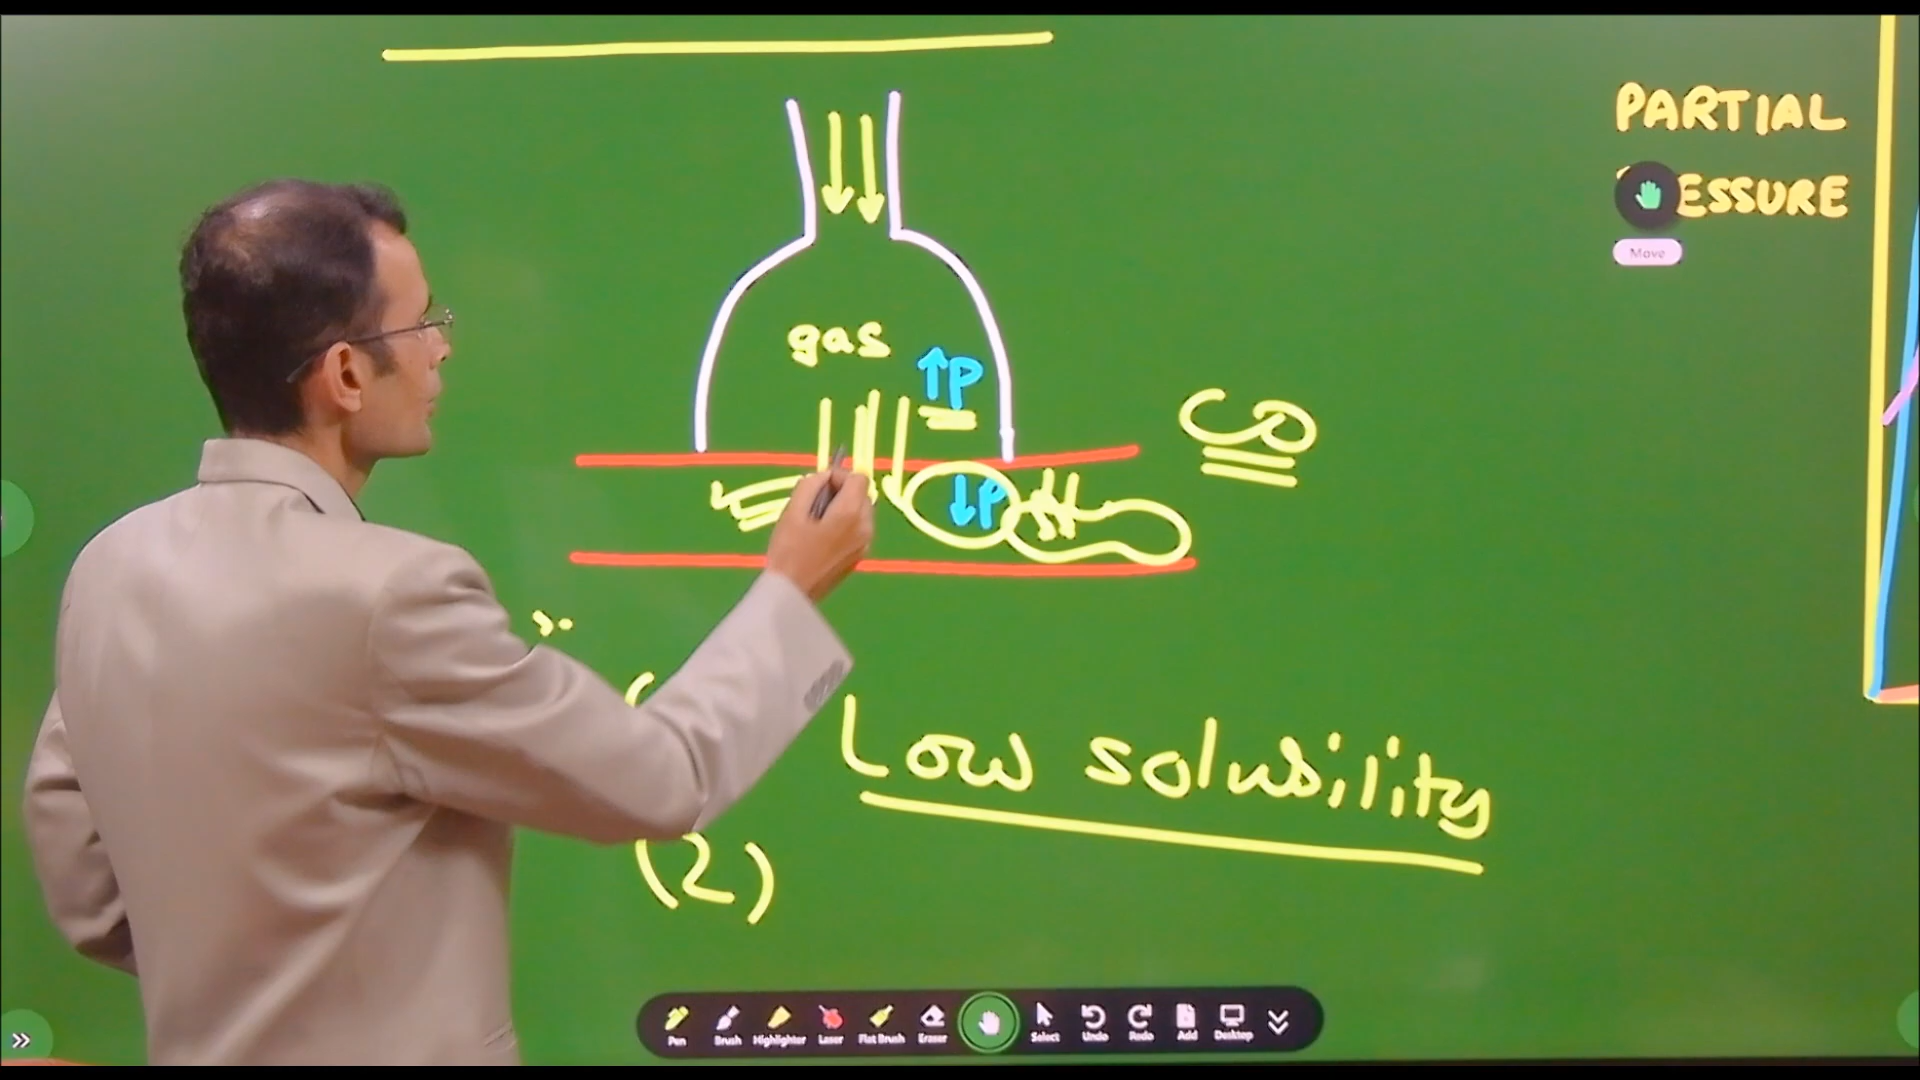 PARTIAL
ESSURE
Move
gas
↑P
CO
↓P
Low solubility
(2)
Pen Brush Highlighter Laser Flat Brush Eraser Select Undo Redo Add Desktop